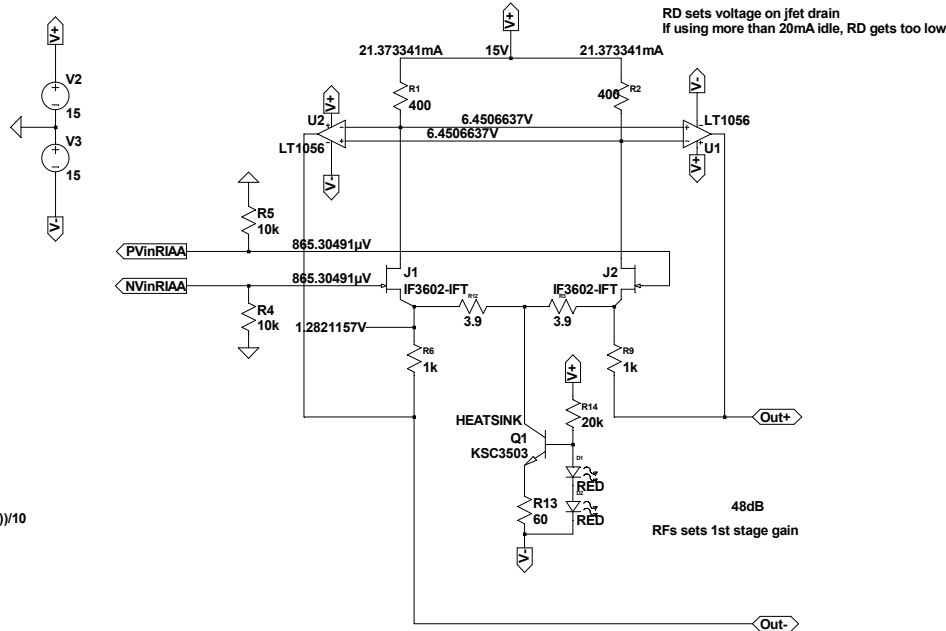 RD sets voltage on jfet drain
If using more than 20mA idle, RD gets too low
V+
V+
21.373341mA
15V
21.373341mA
V2
15
V3
15
V-
R1
400
R2
400
V-
V+
U2
LT1056
V-
6.4506637V
6.4506637V
LT1056
U1
V+
R5
10k
PVinRIAA
865.30491µV
NVinRIAA
865.30491µV
J1
IF3602-IFT
J2
IF3602-IFT
R4
10k
R12
3.9
R3
3.9
1.2821157V
R6
1k
R9
1k
V+
R14
20k
Out+
HEATSINK
Q1
KSC3503
D1
RED
D2
RED
R13
60
V-
))/10
48dB
RFs sets 1st stage gain
Out-